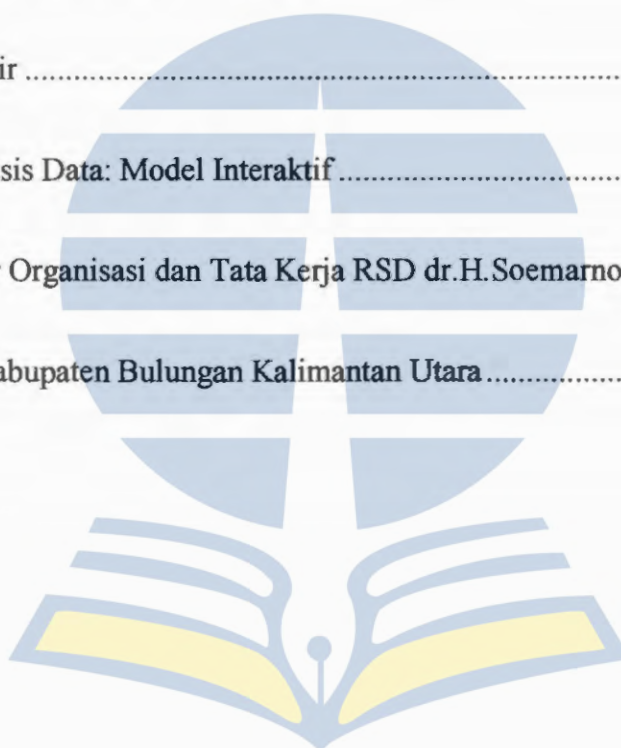 ir ........................................................................................
sis Data: Model Interaktif ............................................
Organisasi dan Tata Kerja RSD dr.H.Soemarno
abupaten Bulungan Kalimantan Utara .....................